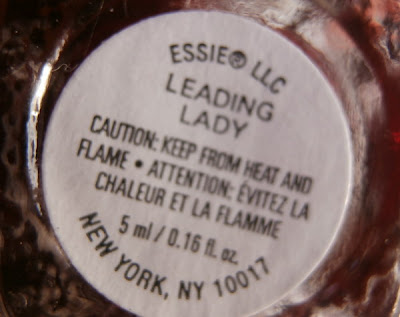 ESSIE® LLC
LEADING
LADY
CAUTION: KEEP FROM HEAT AND
FLAME • ATTENTION: ÉVITEZ LA
CHALEUR ET LA FLAMME
5 ml / 0.16 fl. oz.
NEW YORK, NY 10017